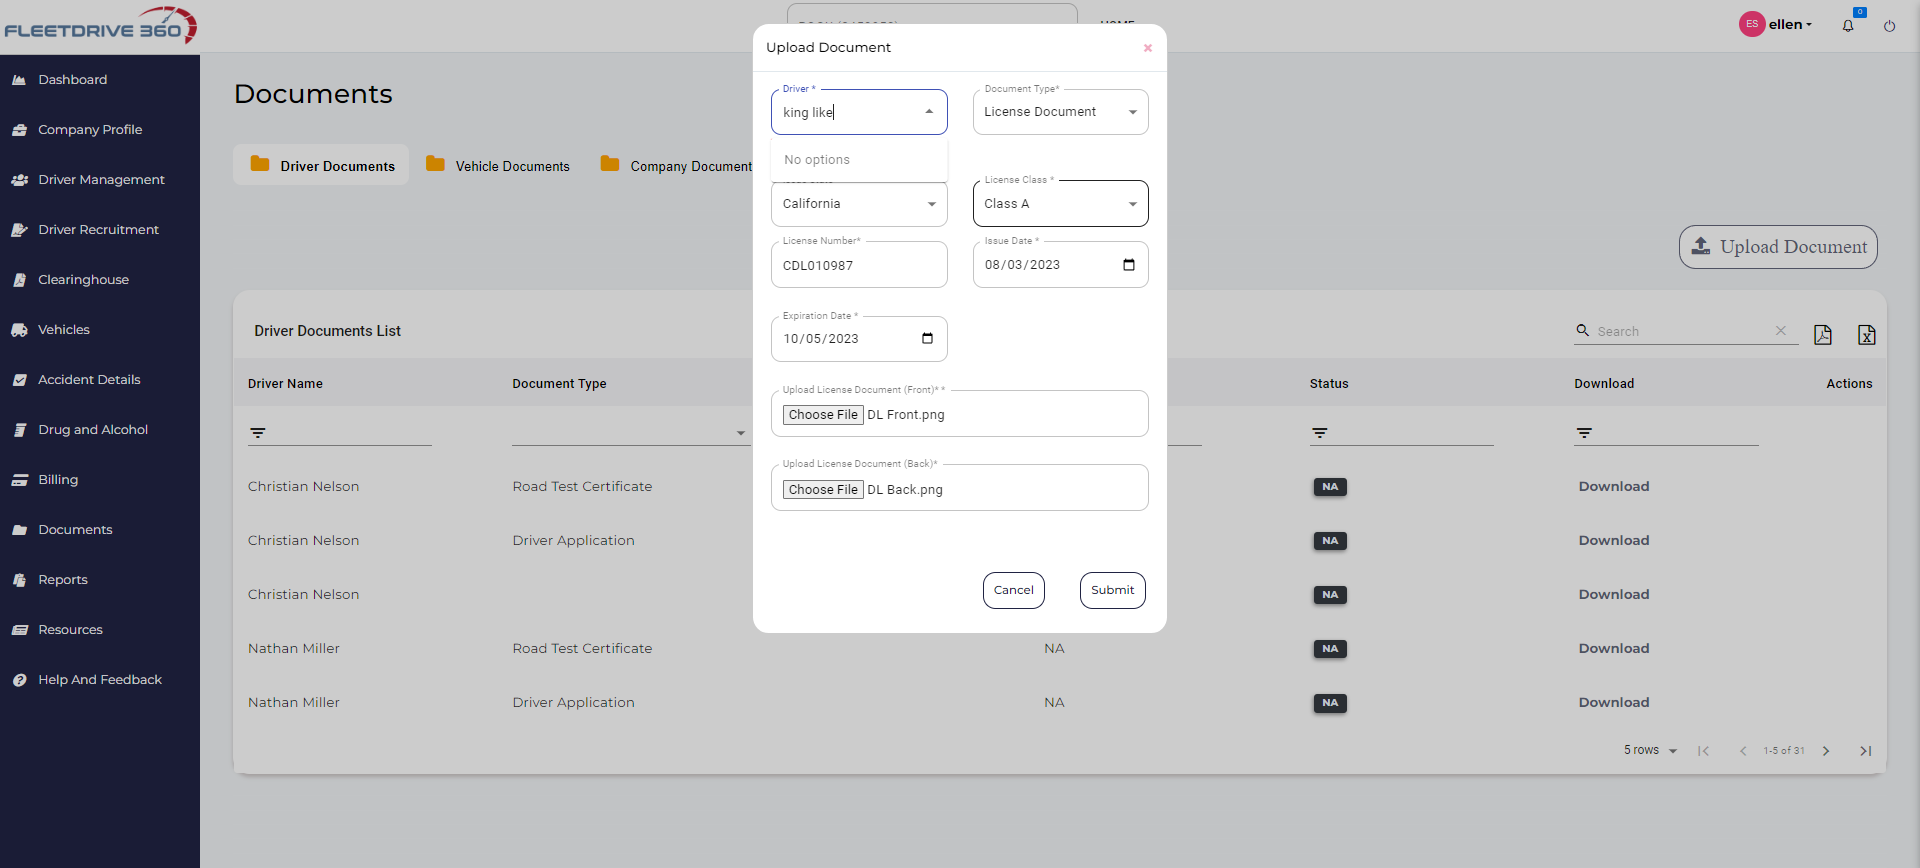 FLEETDRIVE 360
HOME
ES ellen
0
Dashboard
Company Profile
Driver Management
Driver Recruitment
Clearinghouse
Vehicles
Accident Details
Drug and Alcohol
Billing
Documents
Reports
Resources
Help And Feedback
Documents
Driver Documents
Vehicle Documents
Company Document
Upload Document
Driver Documents List
Search
Driver Name
Document Type
Status
Download
Actions
Christian Nelson Road Test Certificate NA Download
Christian Nelson Driver Application NA Download
Christian Nelson NA Download
Nathan Miller Road Test Certificate NA NA Download
Nathan Miller Driver Application NA NA Download
5 rows 1-5 of 31
Upload Document
Driver *
king like
No options
Document Type*
License Document
California
License Class *
Class A
License Number*
CDL010987
Issue Date *
08/03/2023
Expiration Date *
10/05/2023
Upload License Document (Front)* *
Choose File DL Front.png
Upload License Document (Back)*
Choose File DL Back.png
Cancel
Submit